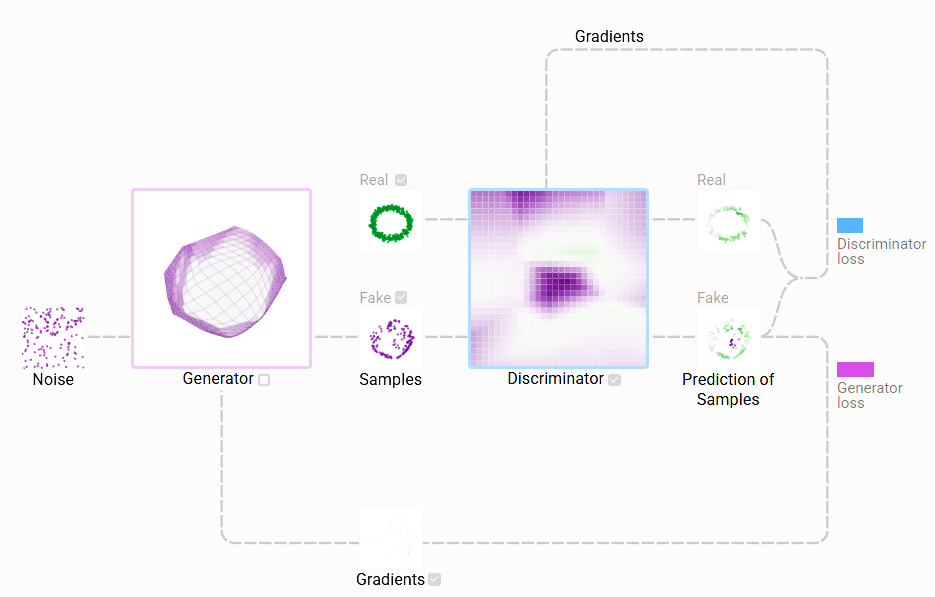 Gradients
Real
Real
Discriminator
loss
Fake
Fake
Noise
Generator
Samples
Discriminator
Prediction of
Samples
Generator
loss
Gradients